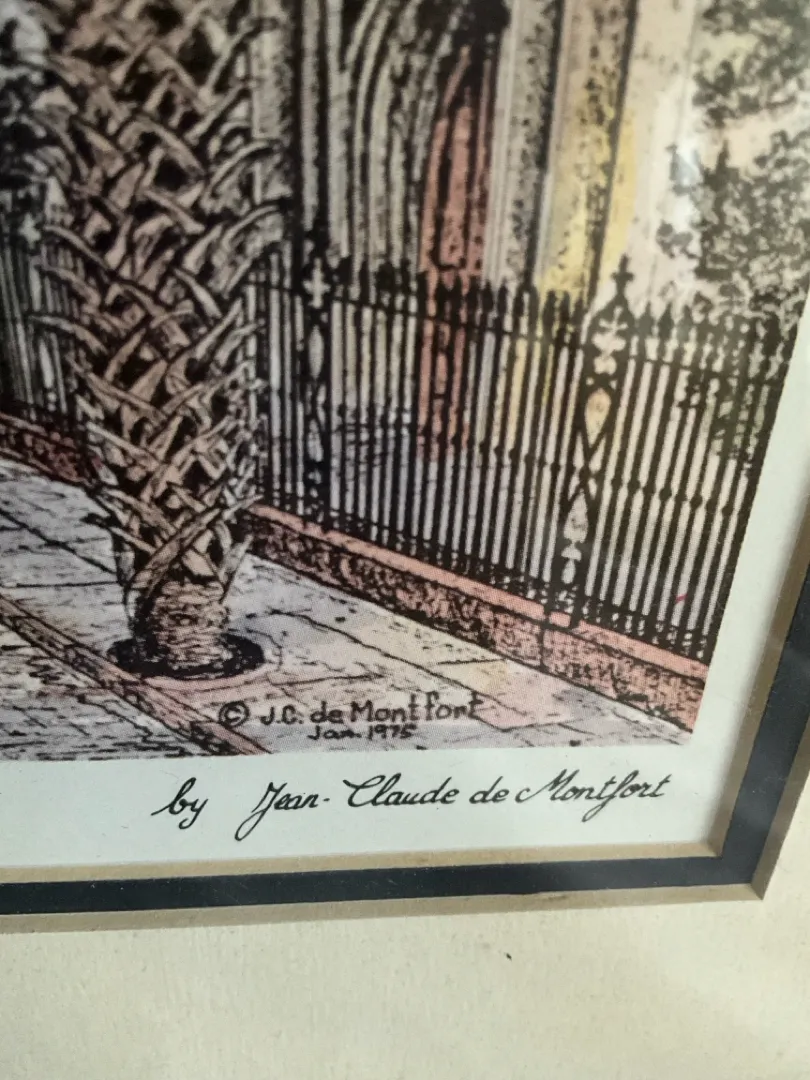 © J.C. de Montfort
Jan. 1975
by Jean-Claude de Montfort